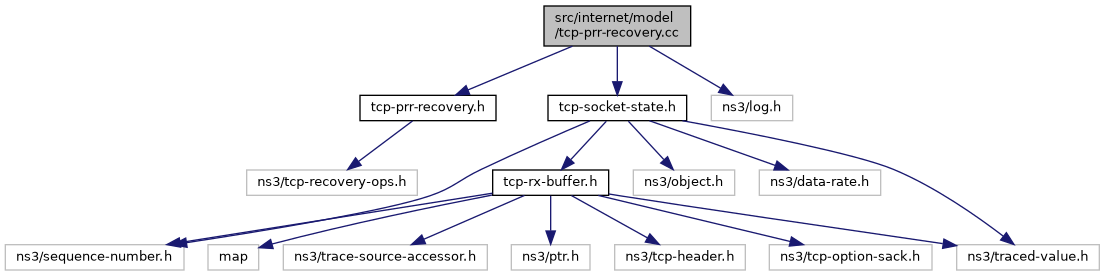 src/internet/model
/tcp-prr-recovery.cc
tcp-prr-recovery.h
tcp-socket-state.h
ns3/log.h
ns3/tcp-recovery-ops.h
tcp-rx-buffer.h
ns3/object.h
ns3/data-rate.h
ns3/sequence-number.h
map
ns3/trace-source-accessor.h
ns3/ptr.h
ns3/tcp-header.h
ns3/tcp-option-sack.h
ns3/traced-value.h